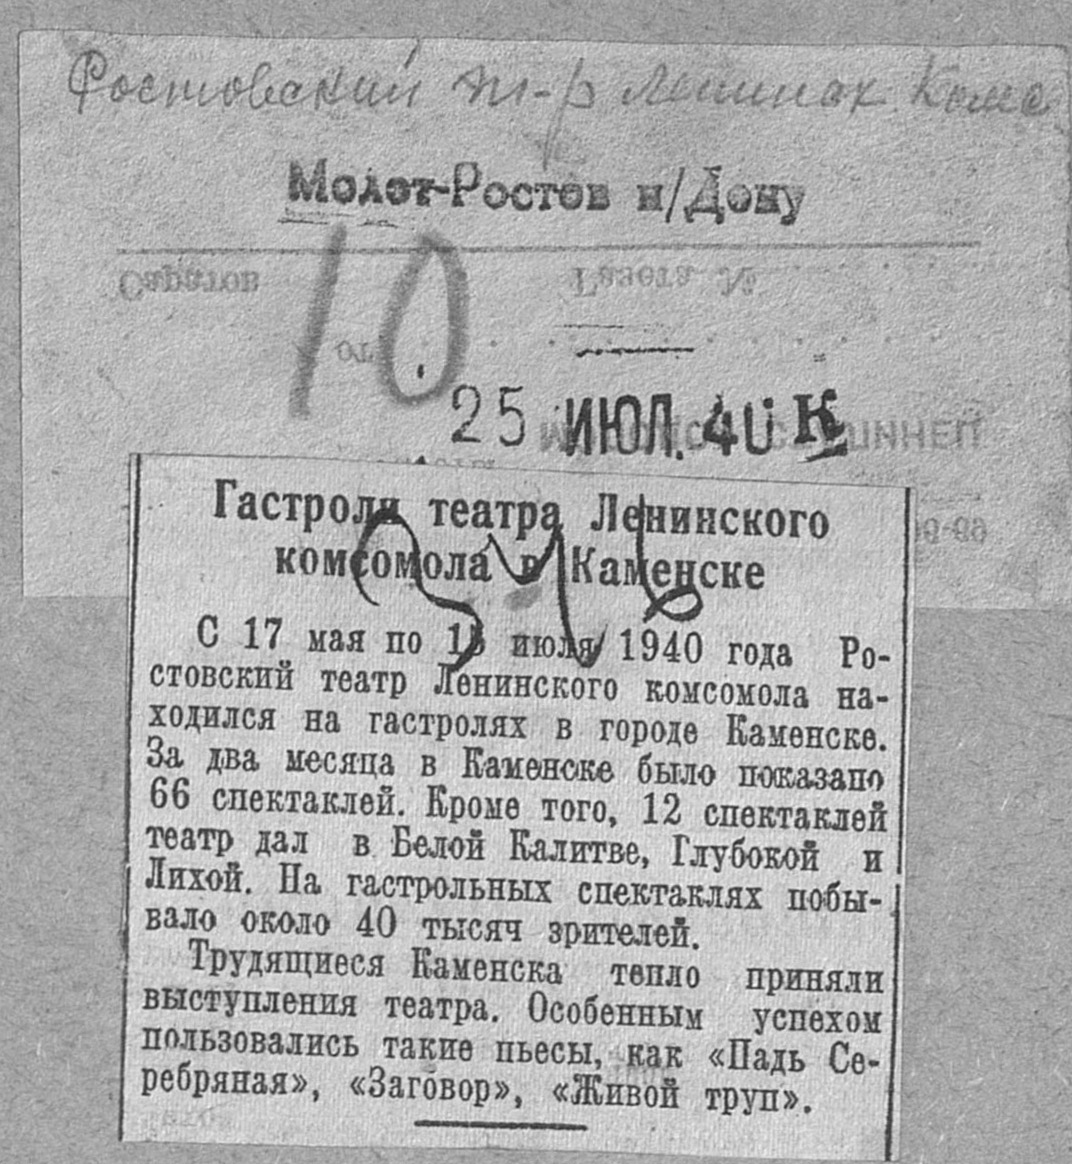 Ростовский т-р
Молот-Ростов н/Дону
10
Саратов Газета №
25 ИЮЛ. 40 К
Гастроли театра Ленинского
комсомола в Каменске
С 17 мая по июля 1940 года Ро-
стовский театр Ленинского комсомола на-
ходился на гастролях в городе Каменске.
За два месяца в Каменске было показано
66 спектаклей. Кроме того, 12 спектаклей
театр дал в Белой Калитве, Глубокой и
Лихой. На гастрольных спектаклях побы-
вало около 40 тысяч зрителей.
Трудящиеся Каменска тепло приняли
выступления театра. Особенным успехом
пользовались такие пьесы, как «Падь Се-
ребряная», «Заговор», «Живой труп».